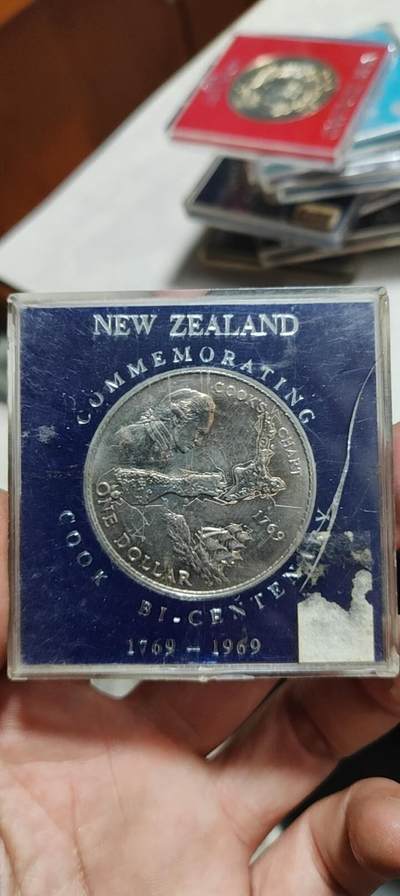 NEW ZEALAND
COMMEMORATING
COOK'S CHART
1769
ONE DOLLAR
COOK BI-CENTENARY
1769 - 1969